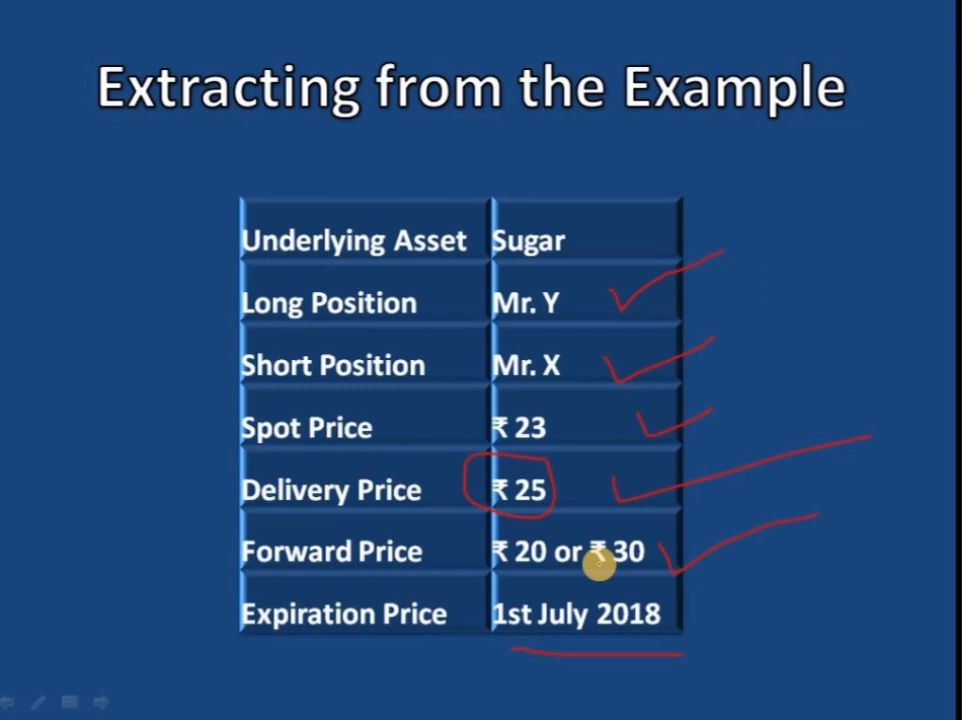 Extracting from the Example
Underlying Asset Sugar
Long Position Mr. Y
Short Position Mr. X
Spot Price ₹ 23
Delivery Price ₹ 25
Forward Price ₹ 20 or ₹ 30
Expiration Price 1st July 2018